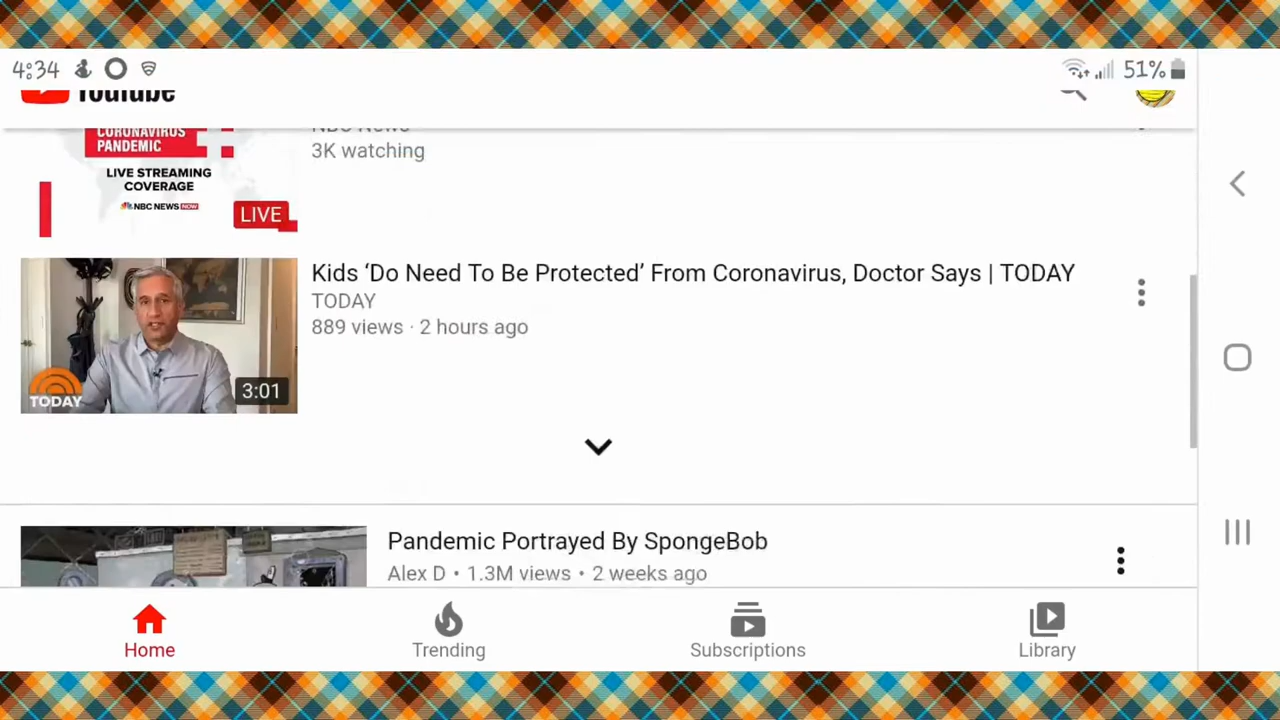 4:34
51%
YouTube
CORONAVIRUS
PANDEMIC
LIVE STREAMING
COVERAGE
NBC NEWS NOW
LIVE
NBC News
3K watching
Kids ‘Do Need To Be Protected’ From Coronavirus, Doctor Says | TODAY
TODAY
889 views · 2 hours ago
TODAY
3:01
Pandemic Portrayed By SpongeBob
Alex D • 1.3M views • 2 weeks ago
Home
Trending
Subscriptions
Library